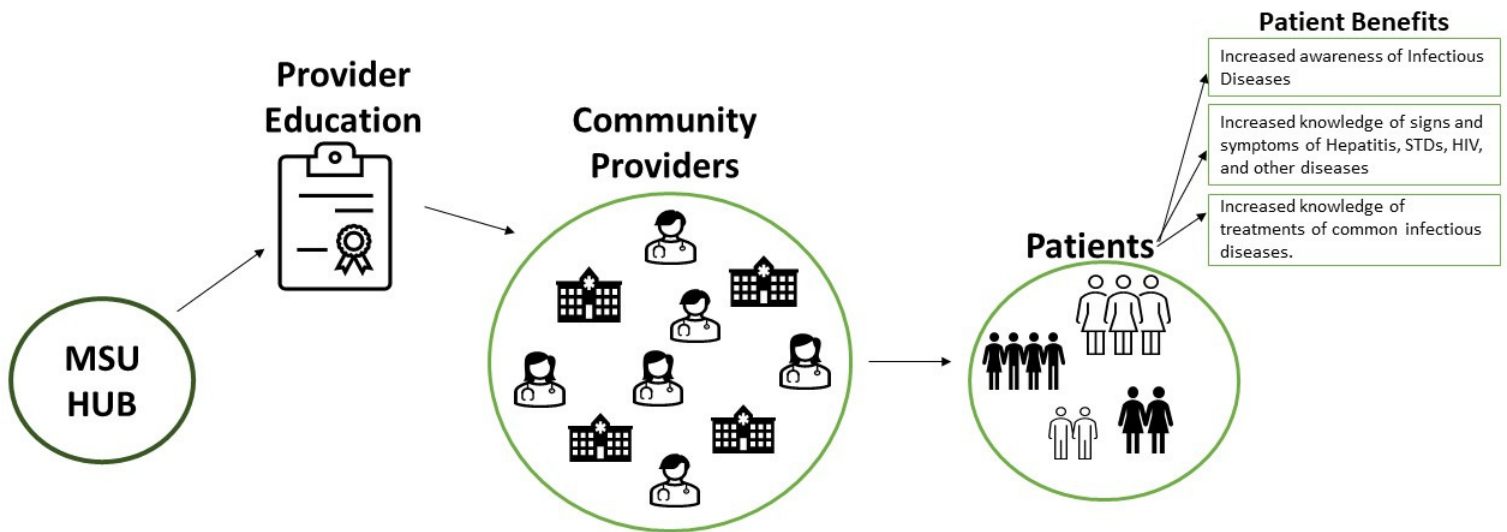 MSU
HUB
Provider
Education
Community
Providers
Patients
Patient Benefits
Increased awareness of Infectious
Diseases
Increased knowledge of signs and
symptoms of Hepatitis, STDs, HIV,
and other diseases
Increased knowledge of
treatments of common infectious
diseases.